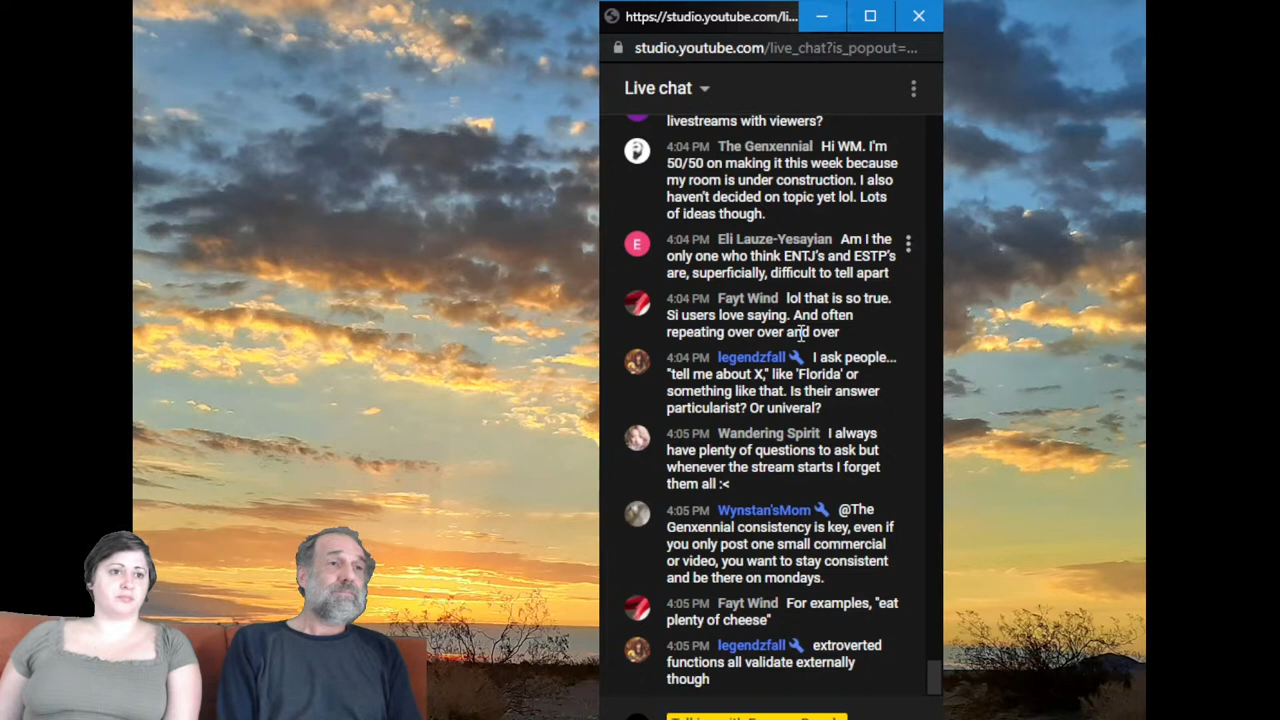 https://studio.youtube.com/li...
studio.youtube.com/live_chat?is_popout=...
Live chat
livestreams with viewers?
4:04 PM The Genxennial Hi WM. I'm
50/50 on making it this week because
my room is under construction. I also
haven't decided on topic yet lol. Lots
of ideas though.
E
4:04 PM Eli Lauze-Yesayian Am I the
only one who think ENTJ's and ESTP's
are, superficially, difficult to tell apart
4:04 PM Fayt Wind lol that is so true.
Si users love saying. And often
repeating over over and over
4:04 PM legendzfall I ask people...
"tell me about X," like 'Florida' or
something like that. Is their answer
particularist? Or univeral?
4:05 PM Wandering Spirit I always
have plenty of questions to ask but
whenever the stream starts I forget
them all :<
4:05 PM Wynstan'sMom @The
Genxennial consistency is key, even if
you only post one small commercial
or video, you want to stay consistent
and be there on mondays.
4:05 PM Fayt Wind For examples, "eat
plenty of cheese"
4:05 PM legendzfall extroverted
functions all validate externally
though